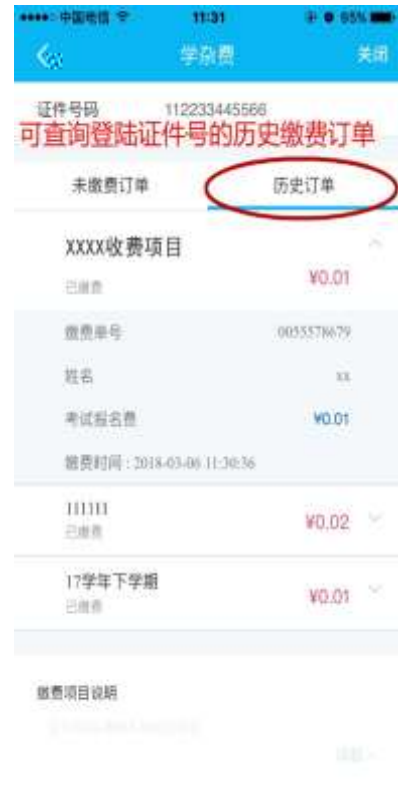 中国电信 11:31 95%
学杂费 关闭
证件号码 112233445566
可查询登陆证件号的历史缴费订单
未缴费订单 历史订单
XXXX收费项目
已缴费 ¥0.01
缴费单号 0055578679
姓名 xx
考试报名费 ¥0.01
缴费时间：2018-03-06 11:30:36
111111
已缴费 ¥0.02
17学年下学期
已缴费 ¥0.01
缴费项目说明